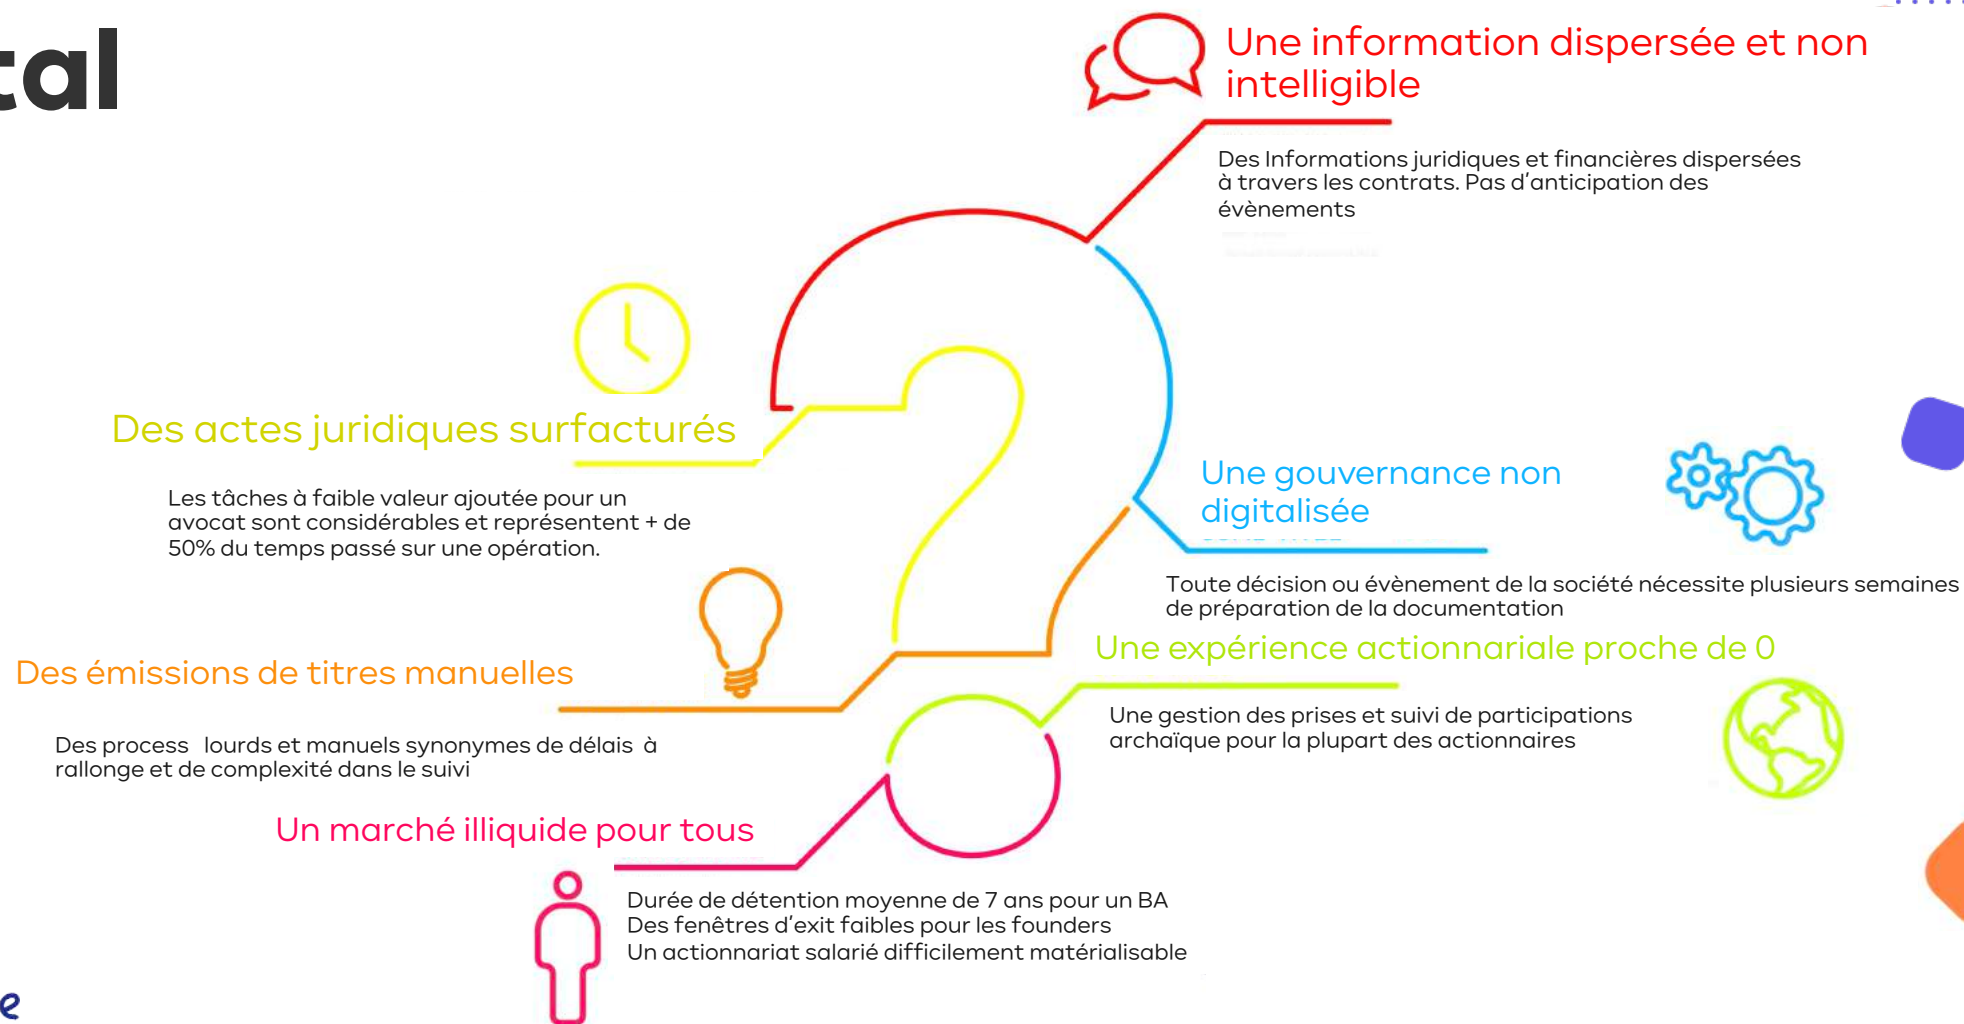 tal
Une information dispersée et non
intelligible
Des Informations juridiques et financières dispersées
à travers les contrats. Pas d'anticipation des
évènements
Des actes juridiques surfacturés
Les tâches à faible valeur ajoutée pour un
avocat sont considérables et représentent + de
50% du temps passé sur une opération.
Une gouvernance non
digitalisée
Toute décision ou évènement de la société nécessite plusieurs semaines
de préparation de la documentation
Des émissions de titres manuelles
Des process lourds et manuels synonymes de délais à
rallonge et de complexité dans le suivi
Une expérience actionnariale proche de 0
Une gestion des prises et suivi de participations
archaïque pour la plupart des actionnaires
Un marché illiquide pour tous
Durée de détention moyenne de 7 ans pour un BA
Des fenêtres d'exit faibles pour les founders
Un actionnariat salarié difficilement matérialisable
e